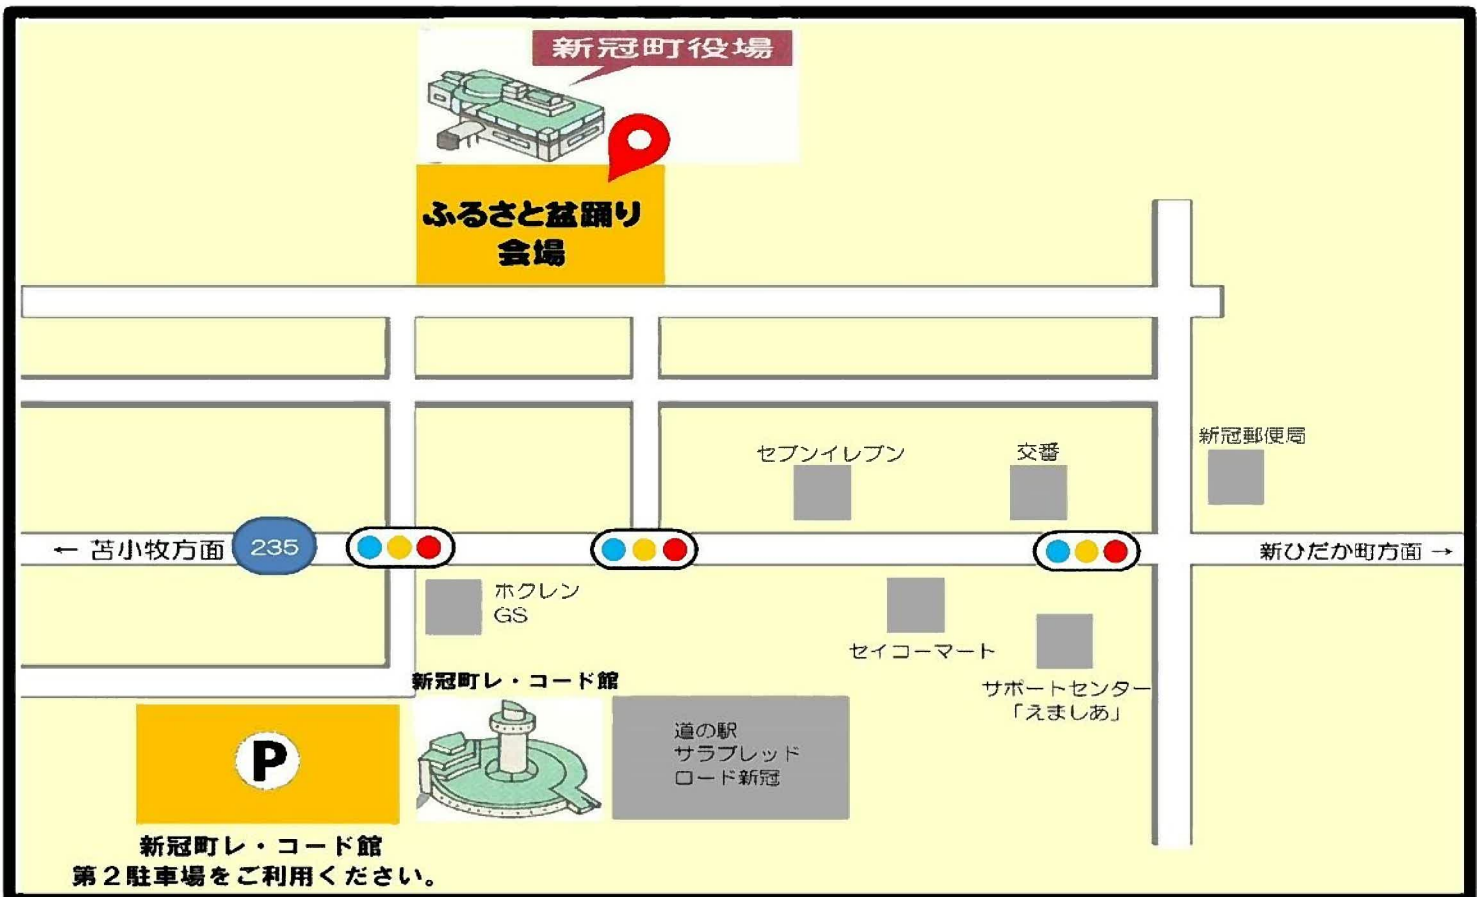 新冠町役場
ふるさと盆踊り
会場
セブンイレブン
交番
新冠郵便局
← 苫小牧方面
235
新ひだか町方面 →
ホクレン
GS
セイコーマート
サポートセンター
「えましあ」
新冠町レ・コード館
道の駅
サラブレッド
ロード新冠
P
新冠町レ・コード館
第2駐車場をご利用ください。